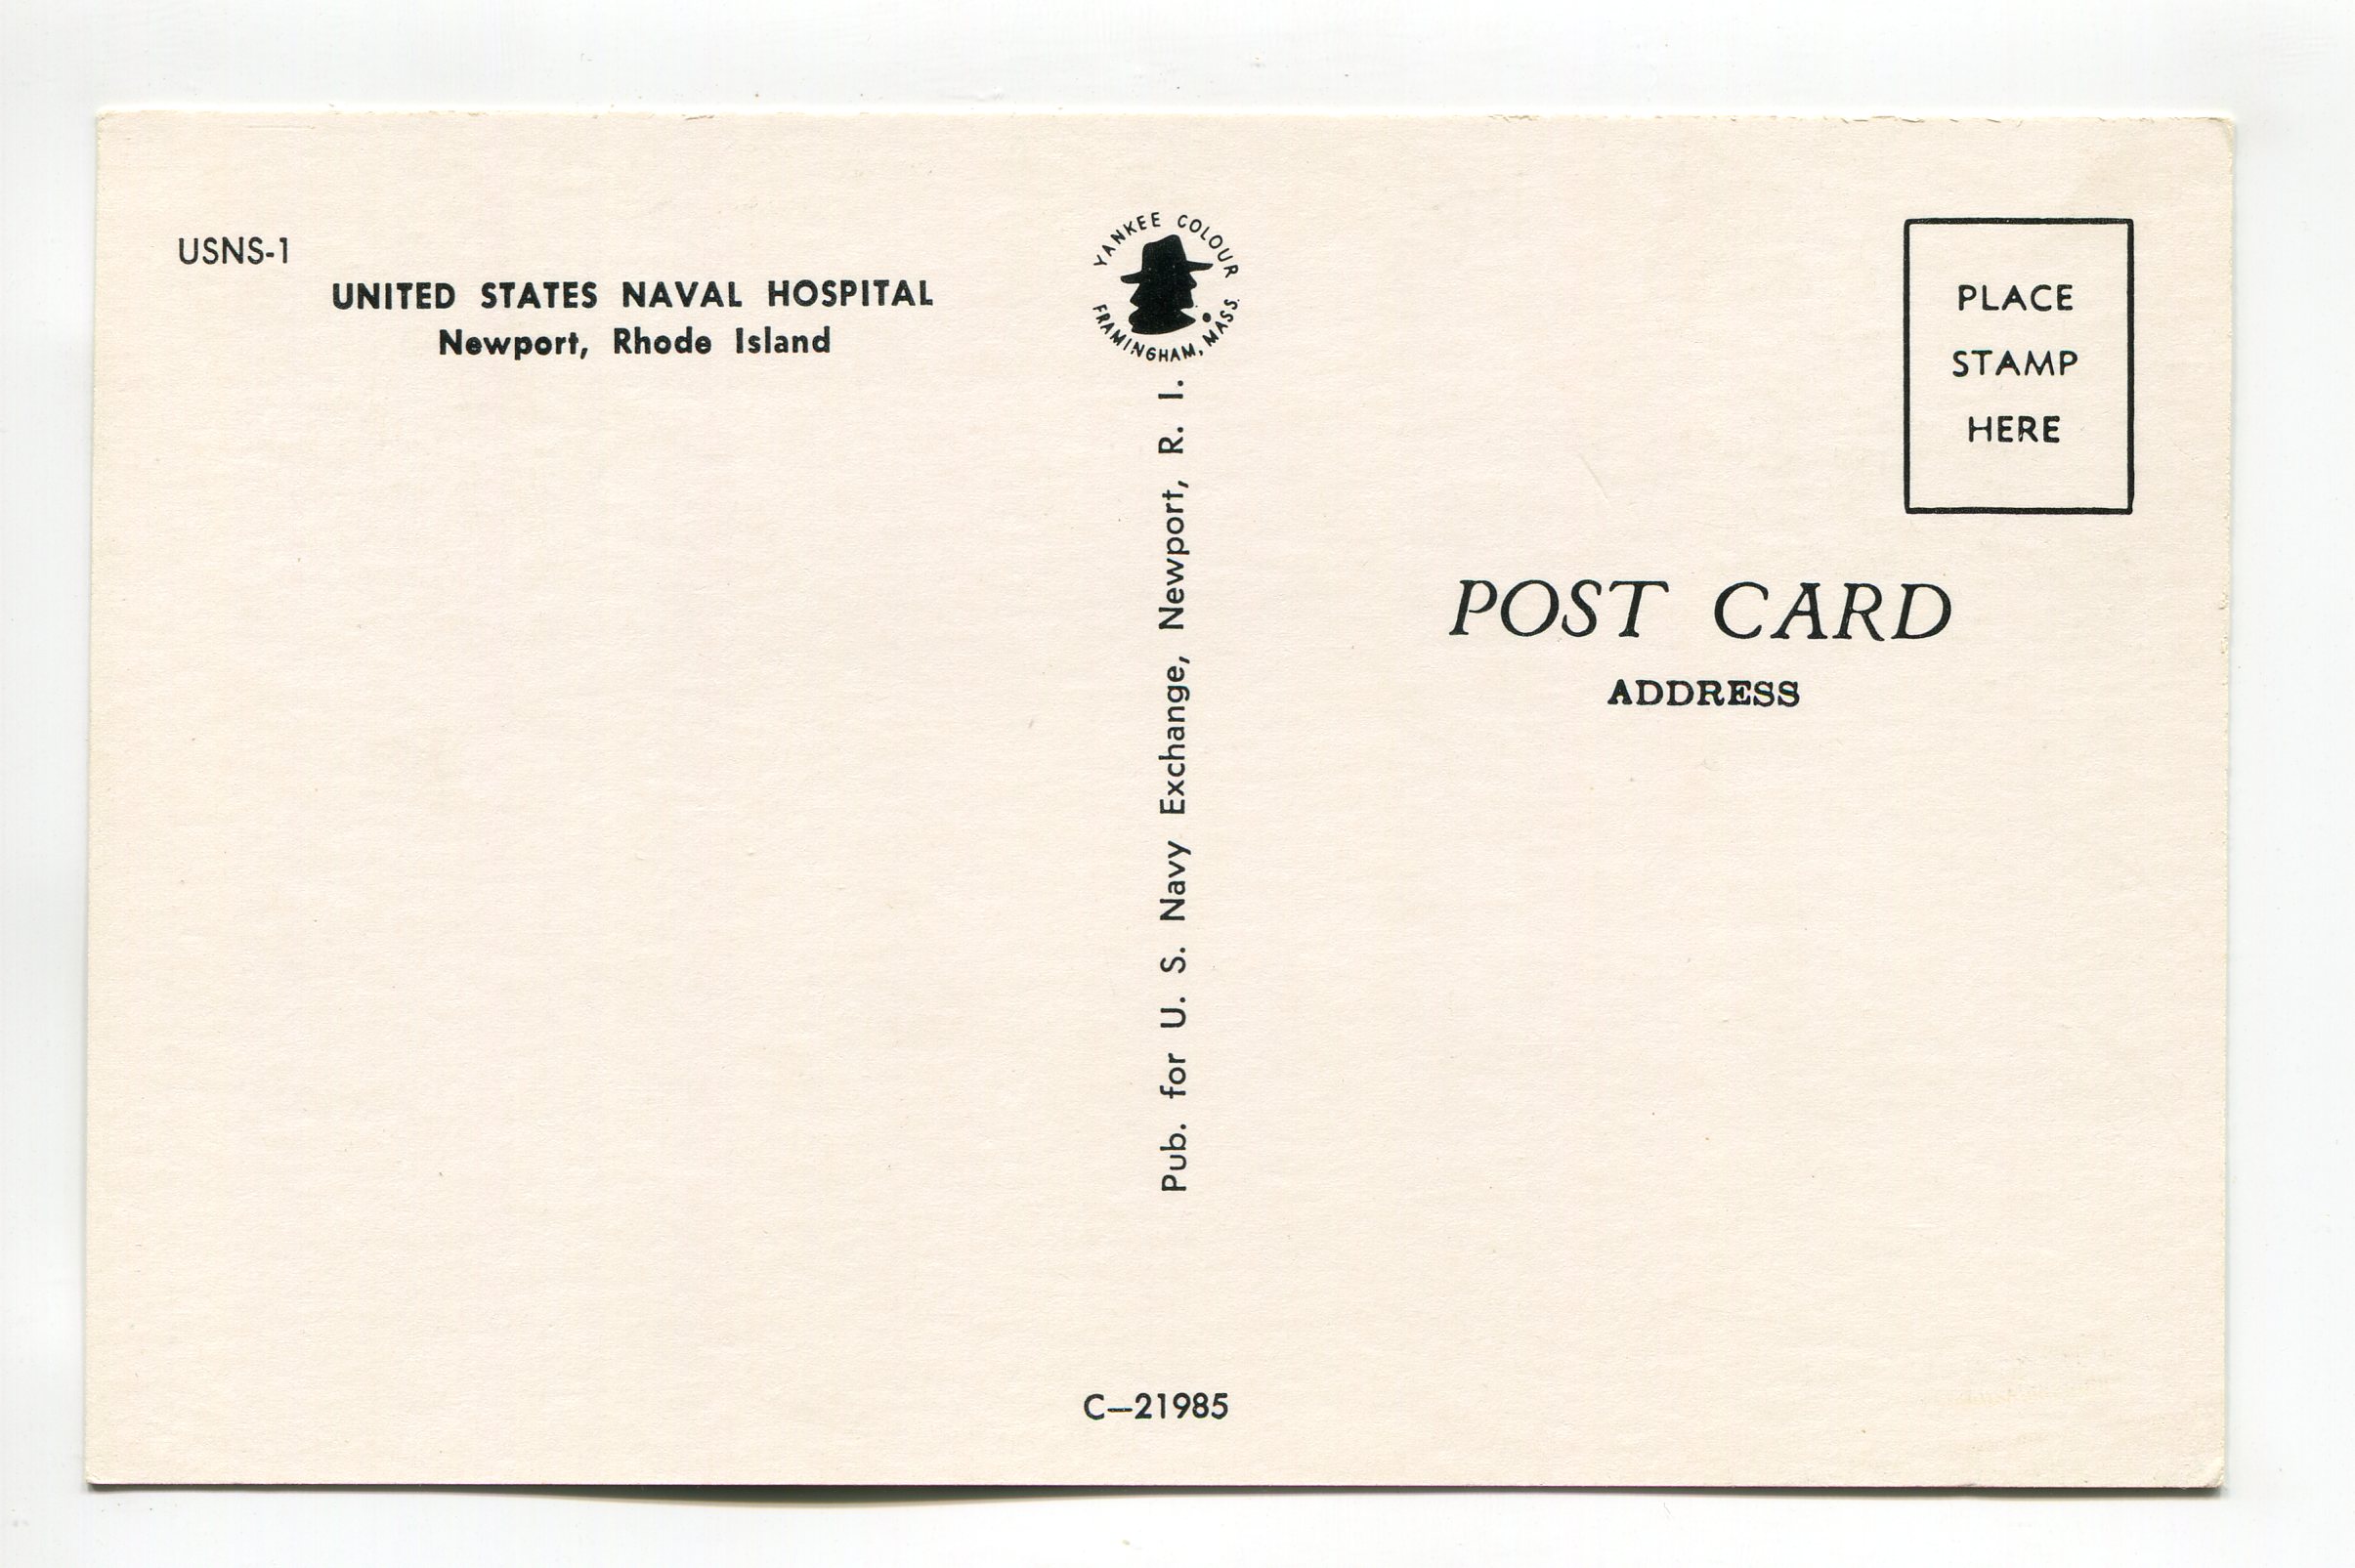 USNS-1
UNITED STATES NAVAL HOSPITAL
Newport, Rhode Island
YANKEE COLOUR
FRAMINGHAM, MASS.
Pub. for U. S. Navy Exchange, Newport, R. I.
C—21985
PLACE
STAMP
HERE
POST CARD
ADDRESS